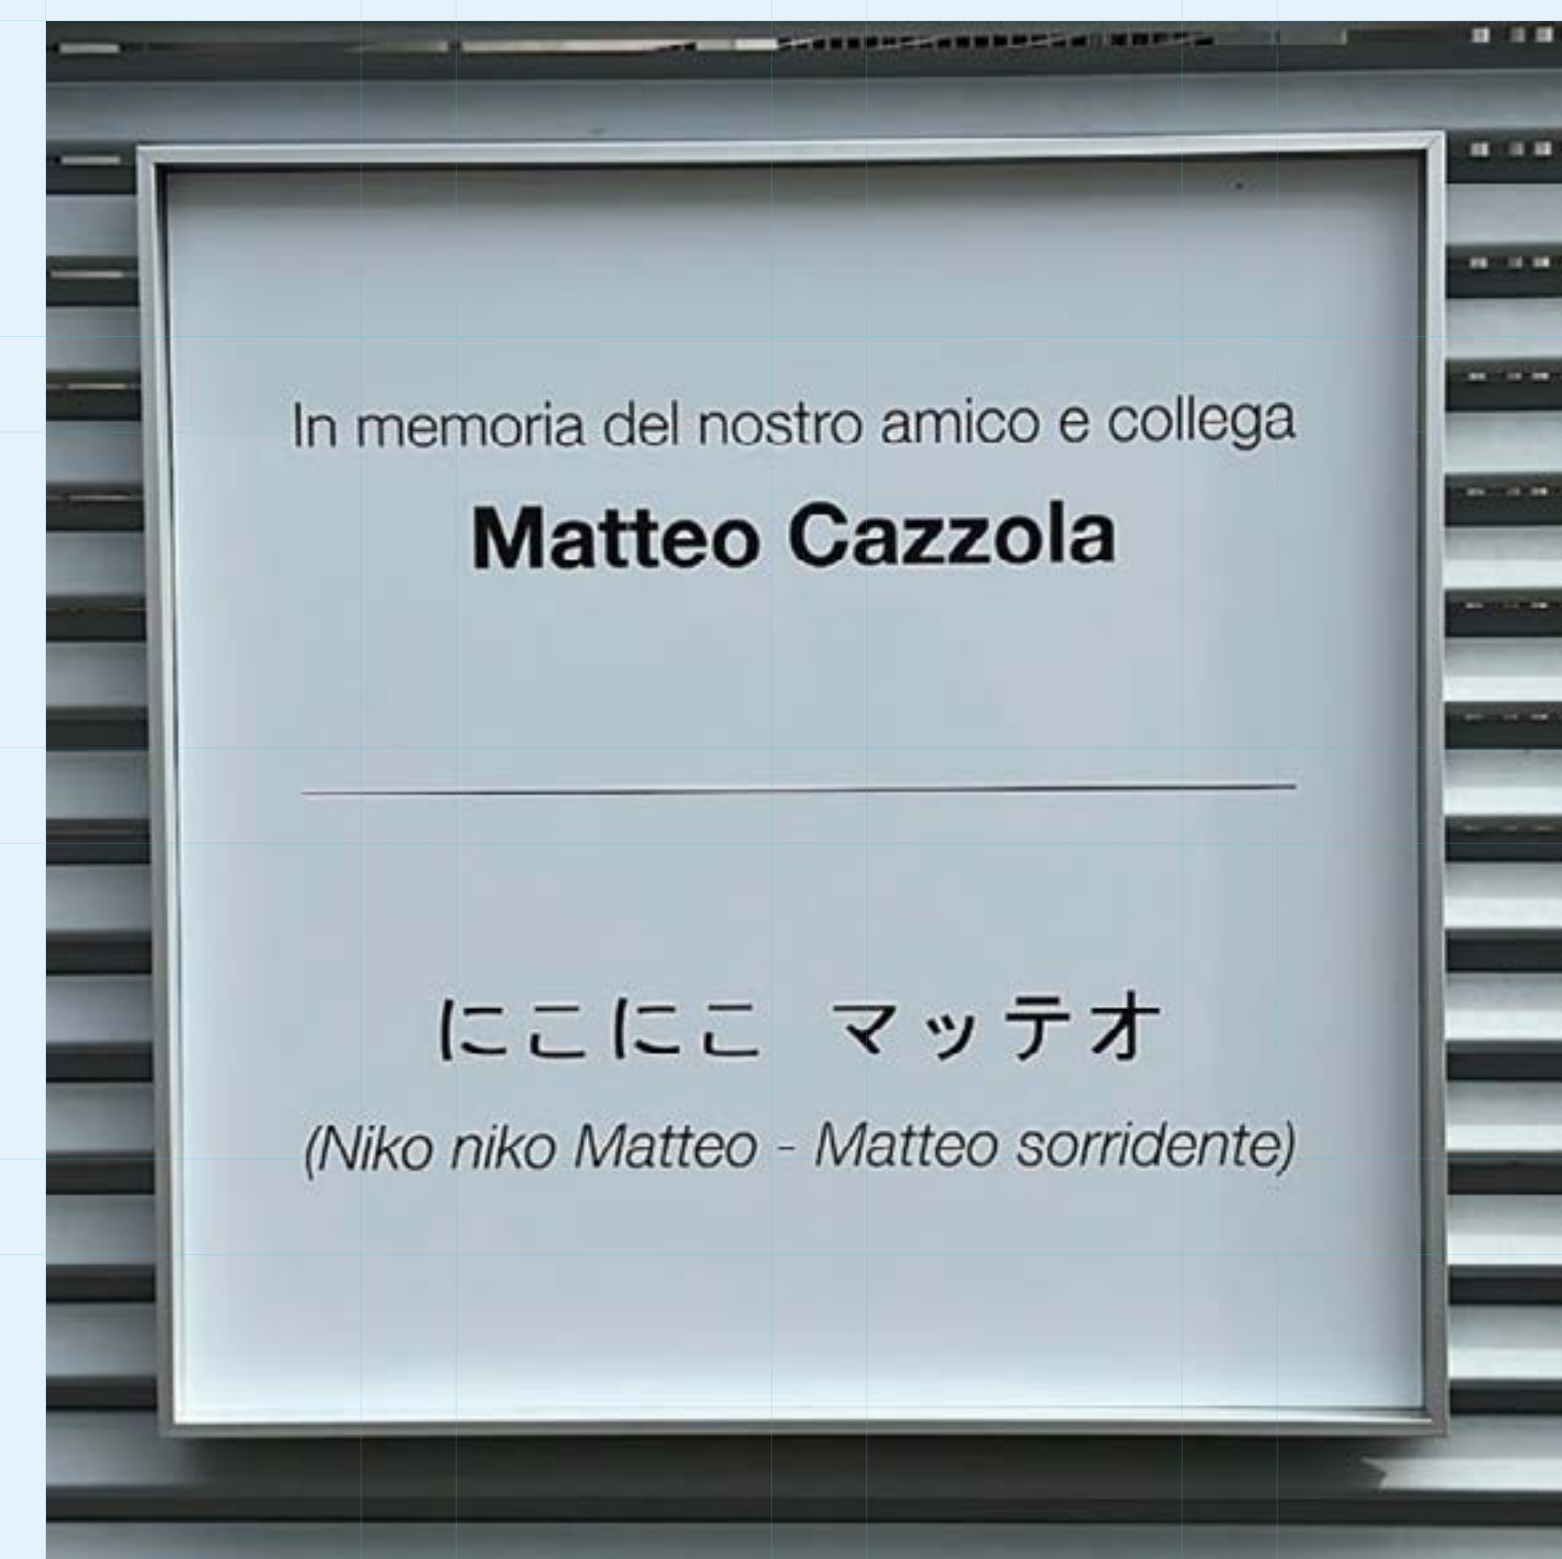 In memoria del nostro amico e collega
Matteo Cazzola
にこにこ マッテオ
(Niko niko Matteo - Matteo sorridente)